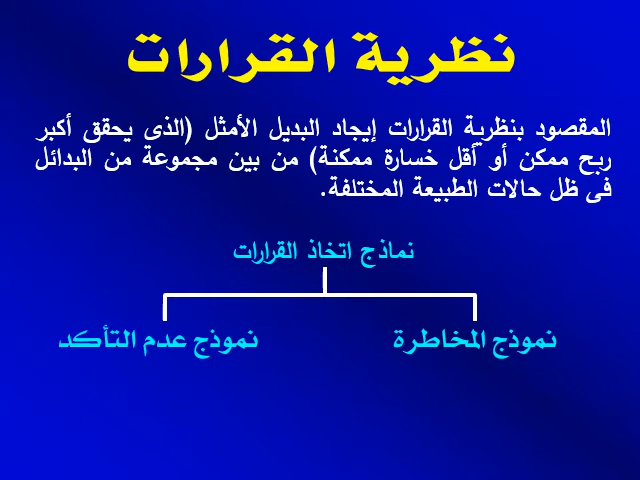 نظرية القرارات
المقصود بنظرية القرارات إيجاد البديل الأمثل (الذى يحقق أكبر
ربح ممكن أو أقل خسارة ممكنة) من بين مجموعة من البدائل
فى ظل حالات الطبيعة المختلفة.
نماذج اتخاذ القرارات
نموذج المخاطرة
نموذج عدم التأكد